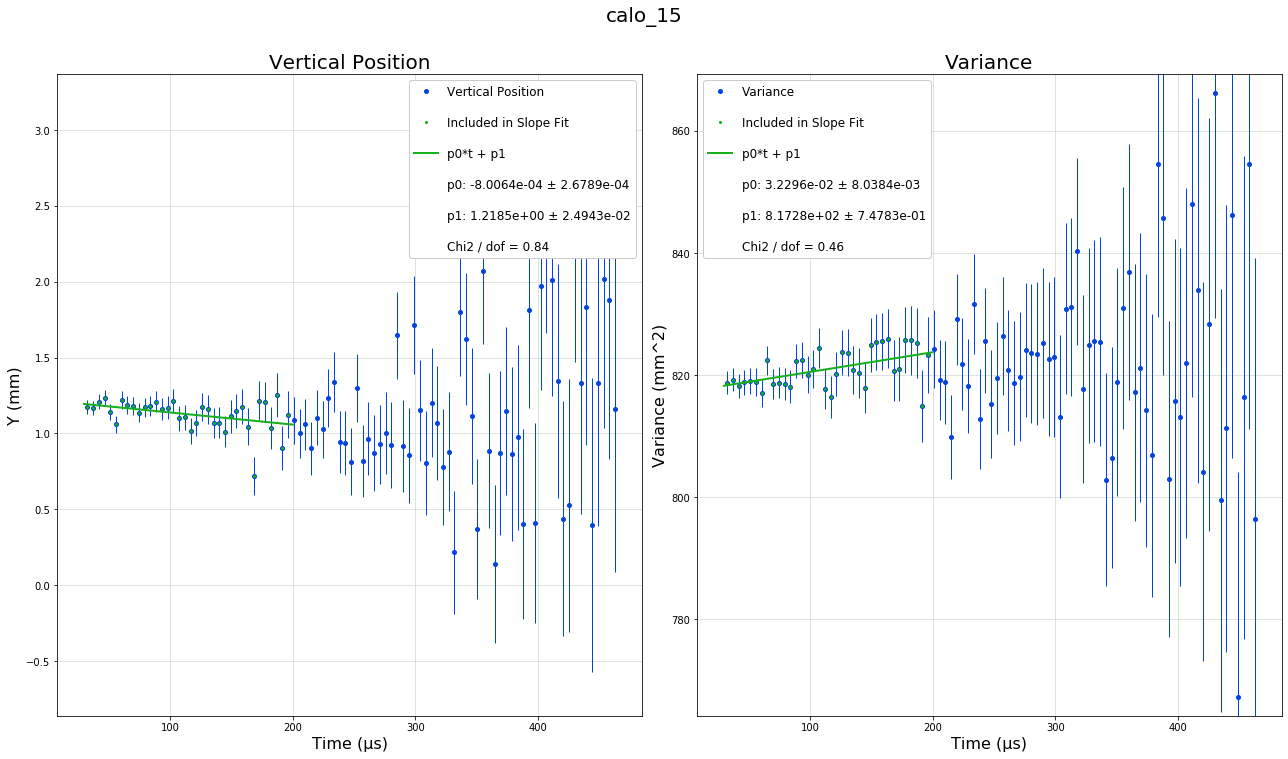 calo_15
Vertical Position
Variance
Vertical Position
Included in Slope Fit
p0*t + p1
p0: -8.0064e-04 ± 2.6789e-04
p1: 1.2185e+00 ± 2.4943e-02
Chi2 / dof = 0.84
Variance
Included in Slope Fit
p0*t + p1
p0: 3.2296e-02 ± 8.0384e-03
p1: 8.1728e+02 ± 7.4783e-01
Chi2 / dof = 0.46
Y (mm)
3.0
2.5
2.0
1.5
1.0
0.5
0.0
−0.5
100 200 300 400
Time (µs)
Variance (mm^2)
860
840
820
800
780
100 200 300 400
Time (µs)